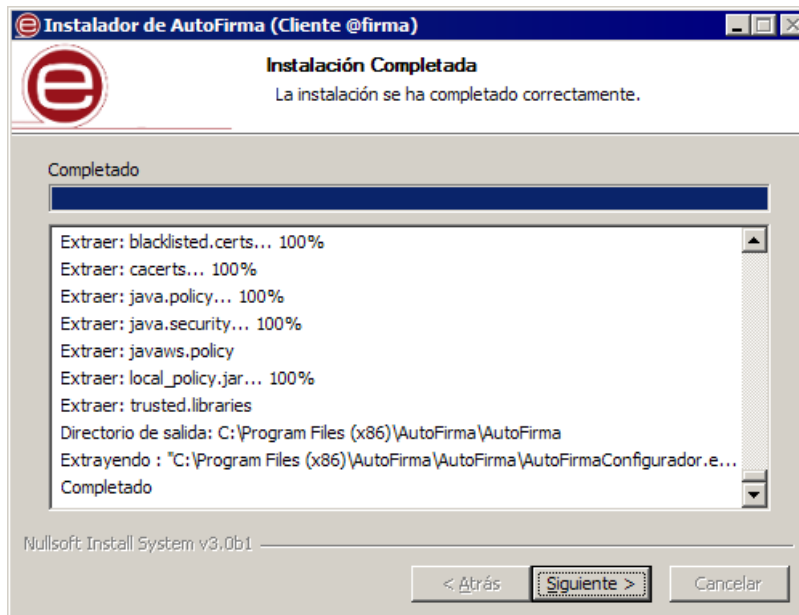 Instalador de AutoFirma (Cliente @firma)
Instalación Completada
La instalación se ha completado correctamente.
Completado
Extraer: blacklisted.certs... 100%
Extraer: cacerts... 100%
Extraer: java.policy... 100%
Extraer: java.security... 100%
Extraer: javaws.policy
Extraer: local_policy.jar... 100%
Extraer: trusted.libraries
Directorio de salida: C:\Program Files (x86)\AutoFirma\AutoFirma
Extrayendo : "C:\Program Files (x86)\AutoFirma\AutoFirma\AutoFirmaConfigurador.e...
Completado
Nullsoft Install System v3.0b1
< Atrás Siguiente > Cancelar